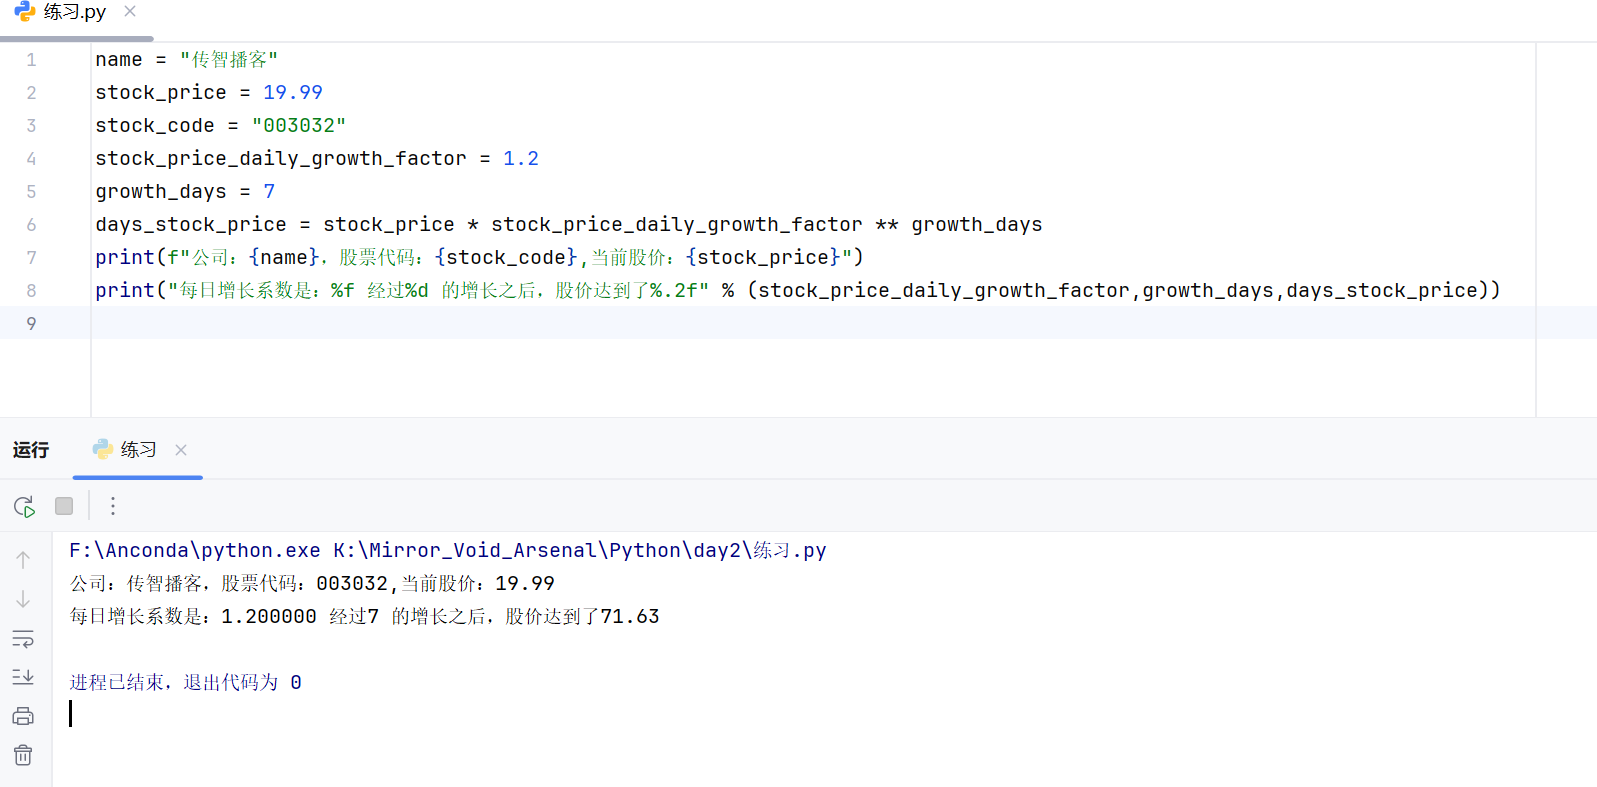 练习.py
1 name = "传智播客"
2 stock_price = 19.99
3 stock_code = "003032"
4 stock_price_daily_growth_factor = 1.2
5 growth_days = 7
6 days_stock_price = stock_price * stock_price_daily_growth_factor ** growth_days
7 print(f"公司：{name}，股票代码：{stock_code},当前股价：{stock_price}")
8 print("每日增长系数是：%f 经过%d 的增长之后，股价达到了%.2f" % (stock_price_daily_growth_factor,growth_days,days_stock_price))
9
运行 练习
F:\Anconda\python.exe K:\Mirror_Void_Arsenal\Python\day2\练习.py
公司：传智播客，股票代码：003032,当前股价：19.99
每日增长系数是：1.200000 经过7 的增长之后，股价达到了71.63
进程已结束，退出代码为 0